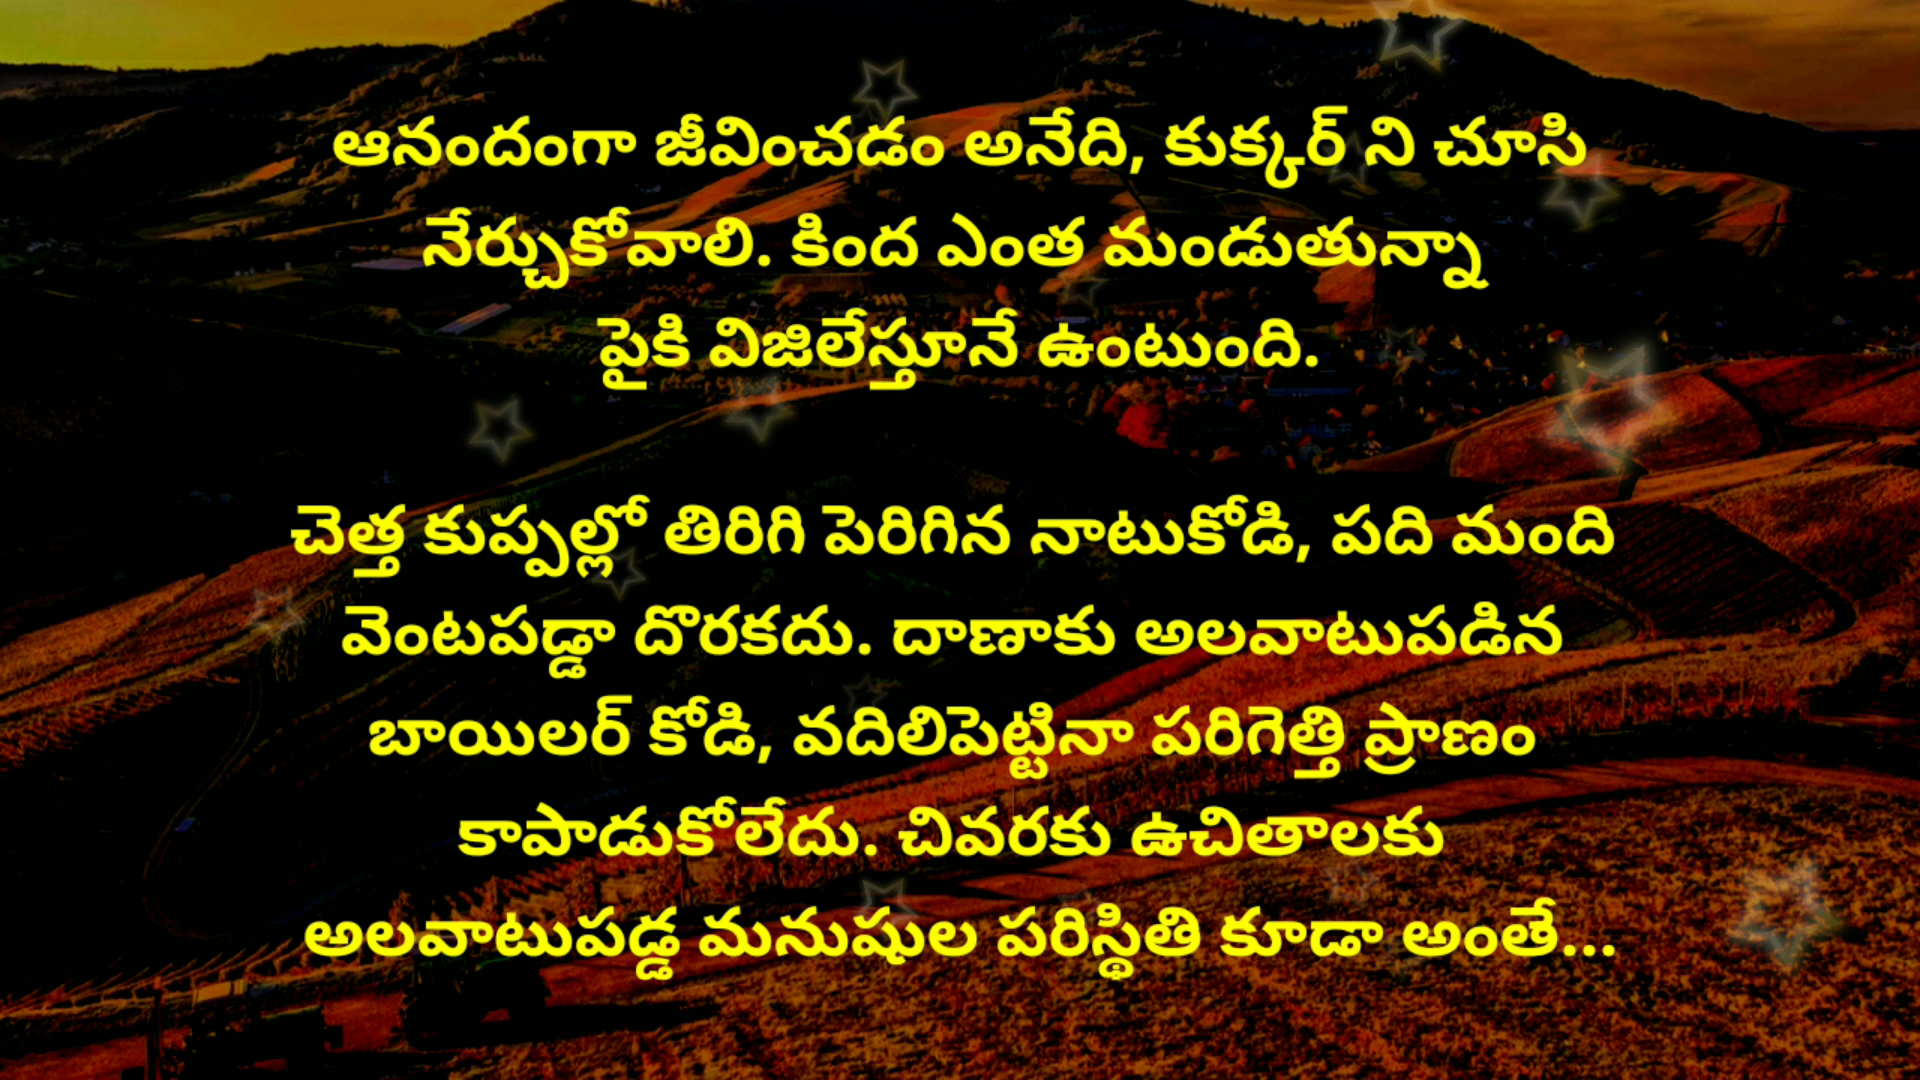 ఆనందంగా జీవించడం అనేది, కుక్కర్ ని చూసి
నేర్చుకోవాలి. కింద ఎంత మండుతున్నా
పైకి విజిలేస్తూనే ఉంటుంది.
చెత్త కుప్పల్లో తిరిగి పెరిగిన నాటుకోడి, పది మంది
వెంటపడ్డా దొరకదు. దాణాకు అలవాటుపడిన
బాయిలర్ కోడి, వదిలిపెట్టినా పరిగెత్తి ప్రాణం
కాపాడుకోలేదు. చివరకు ఉచితాలకు
అలవాటుపడ్డ మనుషుల పరిస్థితి కూడా అంతే...